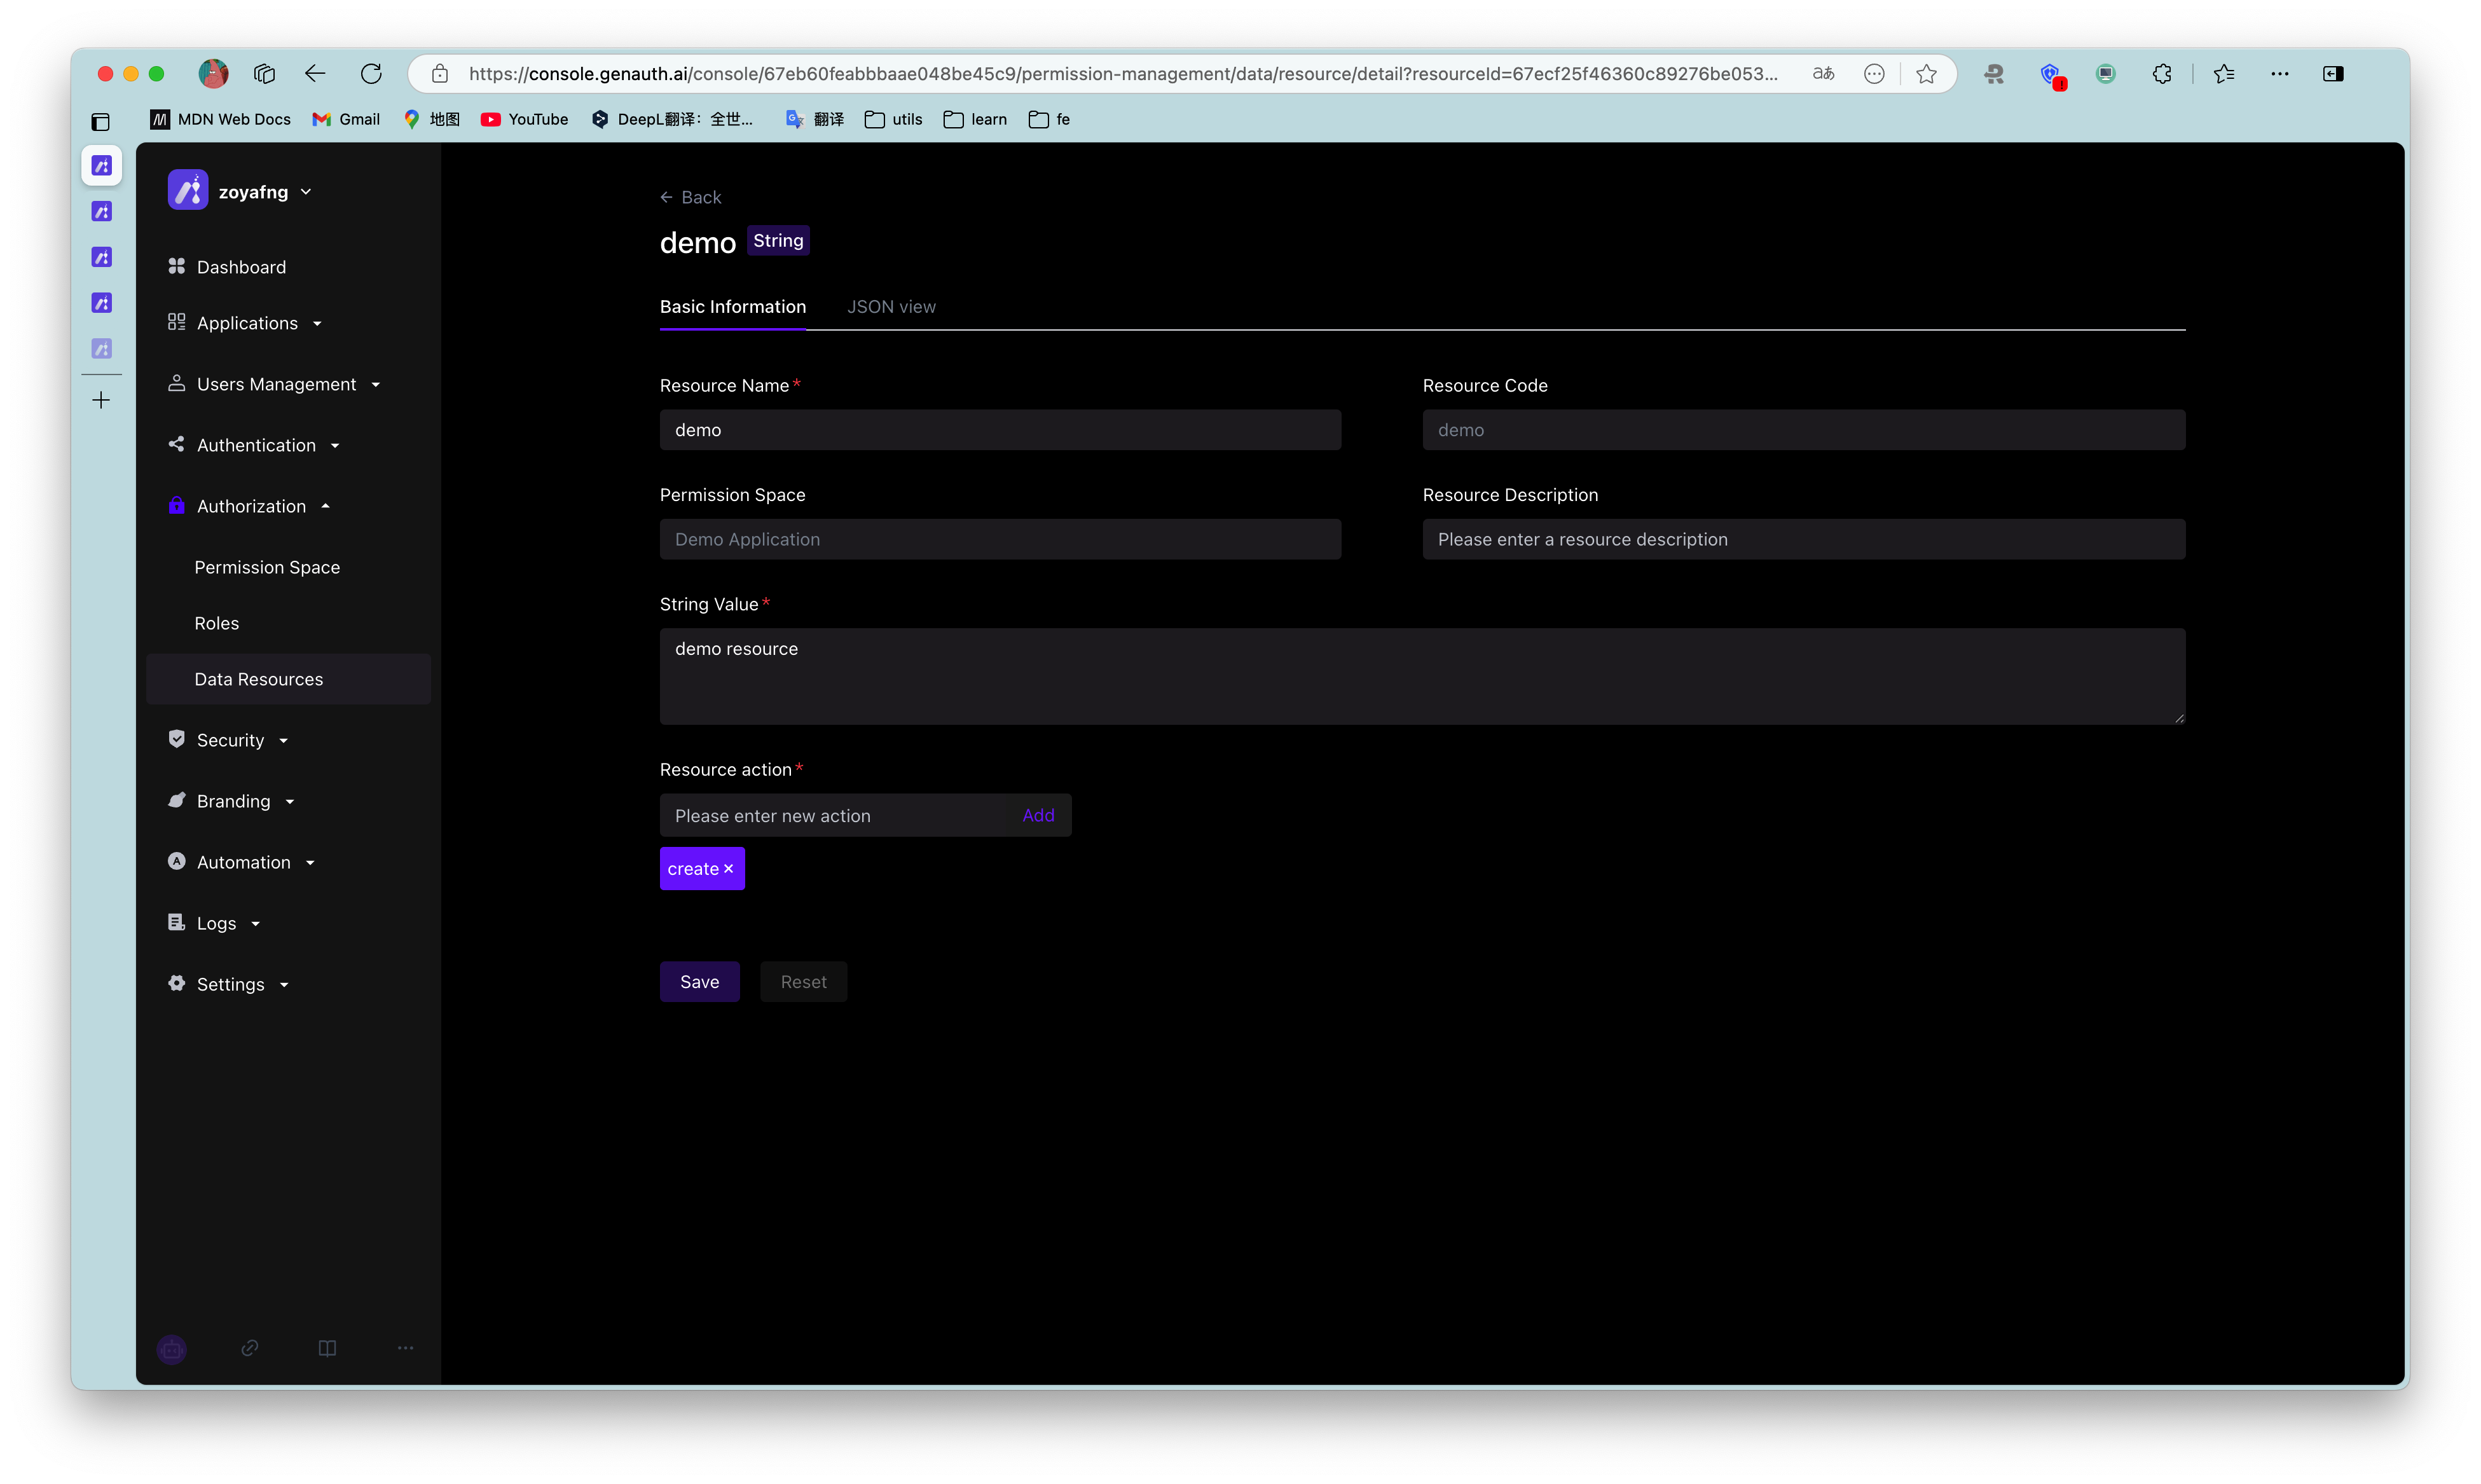 https://console.genauth.ai/console/67eb60feabbbaae048be45c9/permission-management/data/resource/detail?resourceId=67ecf25f46360c89276be053...
aあ
MDN Web Docs
Gmail
地图
YouTube
DeepL翻译：全世...
翻译
utils
learn
fe
zoyafng
Dashboard
Applications
Users Management
Authentication
Authorization
Permission Space
Roles
Data Resources
Security
Branding
Automation
Logs
Settings
Back
demo
String
Basic Information
JSON view
Resource Name*
demo
Resource Code
demo
Permission Space
Demo Application
Resource Description
Please enter a resource description
String Value*
demo resource
Resource action*
Please enter new action
Add
create ×
Save
Reset